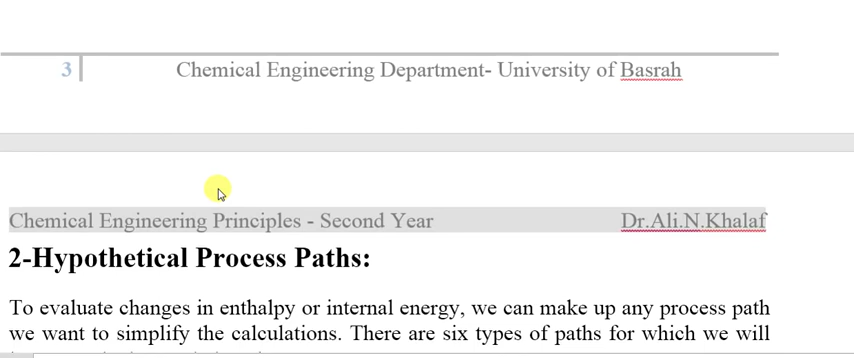 3 Chemical Engineering Department- University of Basrah
Chemical Engineering Principles - Second Year Dr.Ali.N.Khalaf
2-Hypothetical Process Paths:
To evaluate changes in enthalpy or internal energy, we can make up any process path
we want to simplify the calculations. There are six types of paths for which we will